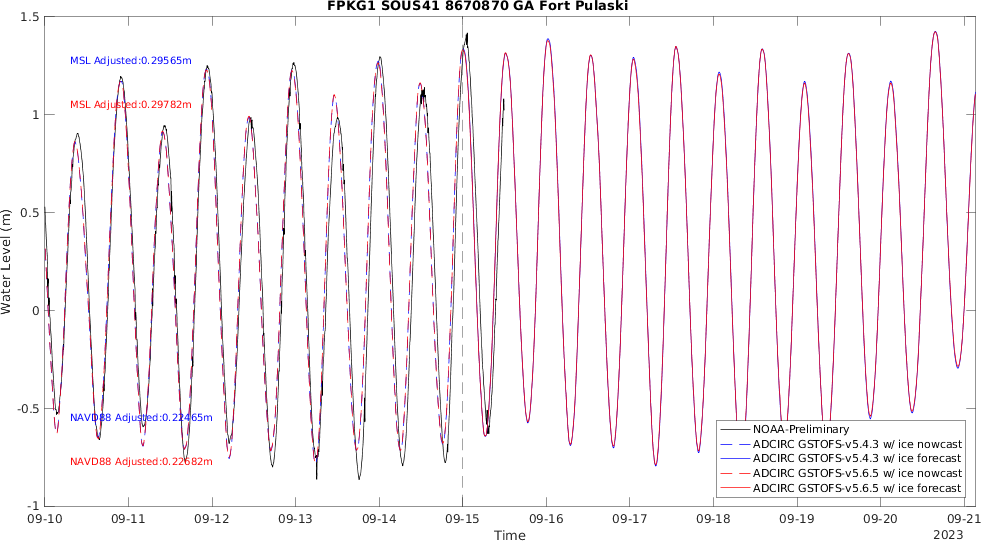 FPKG1 SOUS41 8670870 GA Fort Pulaski
1.5
1
0.5
0
-0.5
-1
Water Level (m)
MSL Adjusted:0.29565m
MSL Adjusted:0.29782m
NAVD88 Adjusted:0.22465m
NAVD88 Adjusted:0.22682m
NOAA-Preliminary
ADCIRC GSTOFS-v5.4.3 w/ ice nowcast
ADCIRC GSTOFS-v5.4.3 w/ ice forecast
ADCIRC GSTOFS-v5.6.5 w/ ice nowcast
ADCIRC GSTOFS-v5.6.5 w/ ice forecast
09-10 09-11 09-12 09-13 09-14 09-15 09-16 09-17 09-18 09-19 09-20 09-21
2023
Time